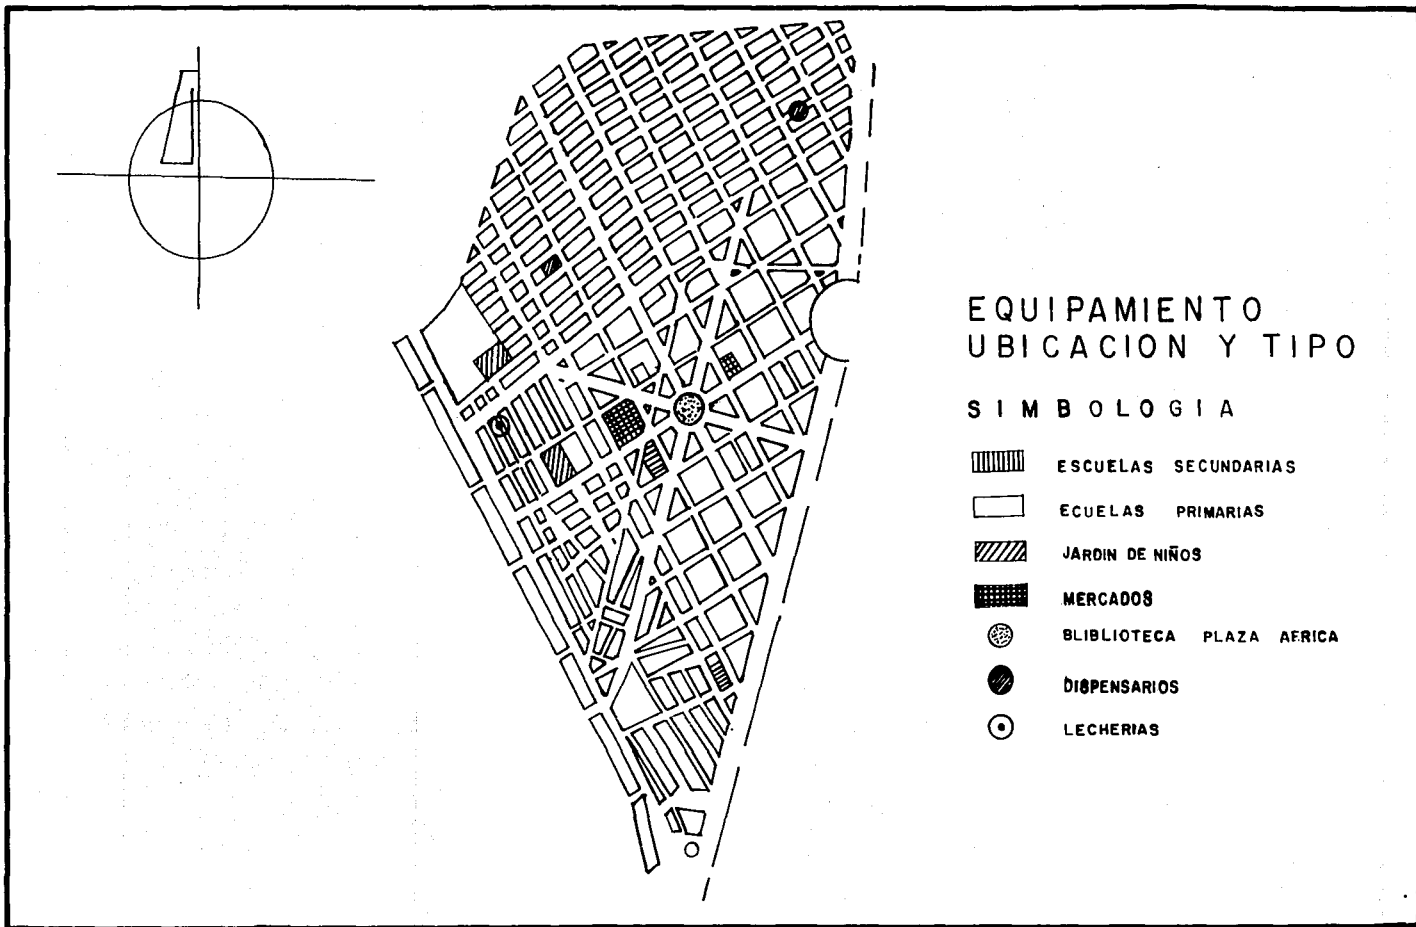 EQUIPAMIENTO
UBICACION Y TIPO
SIMBOLOGIA
ESCUELAS SECUNDARIAS
ECUELAS PRIMARIAS
JARDIN DE NIÑOS
MERCADOS
BLIBLIOTECA PLAZA AFRICA
DISPENSARIOS
LECHERIAS